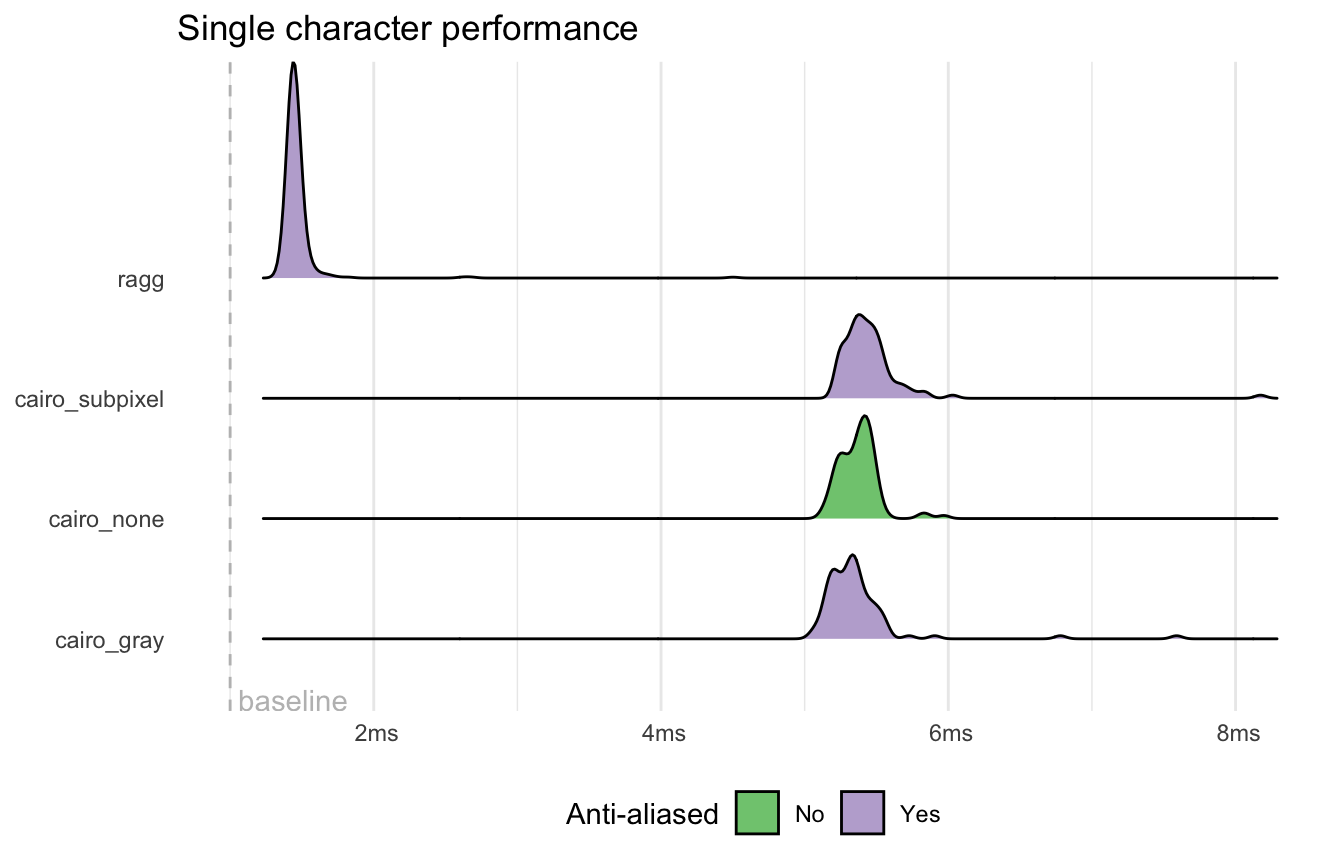 Single character performance
ragg
cairo_subpixel
cairo_none
cairo_gray
baseline
2ms 4ms 6ms 8ms
Anti-aliased No Yes